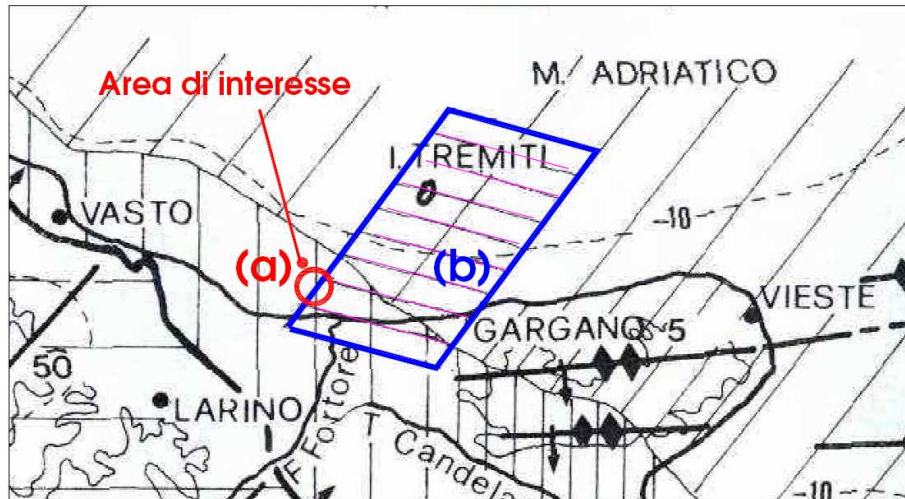 M. ADRIATICO
Area di interesse
I. TREMITI
-10
VASTO
(a)
(b)
VIESTE
GARGANO
5
50
LARINO
F. Fortore
T. Candela
-10